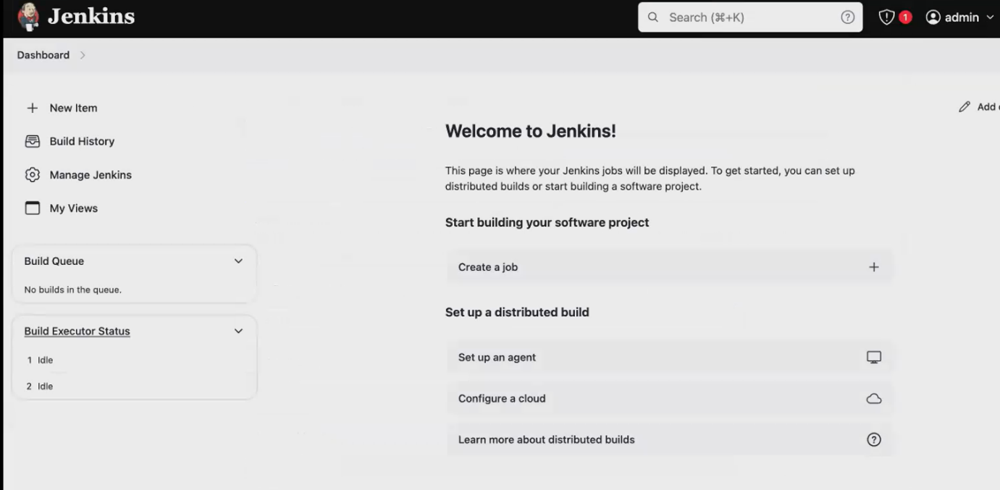 Jenkins
Search (⌘+K)
1
admin
Dashboard
New Item
Build History
Manage Jenkins
My Views
Build Queue
No builds in the queue.
Build Executor Status
1 Idle
2 Idle
Add
Welcome to Jenkins!
This page is where your Jenkins jobs will be displayed. To get started, you can set up
distributed builds or start building a software project.
Start building your software project
Create a job
Set up a distributed build
Set up an agent
Configure a cloud
Learn more about distributed builds